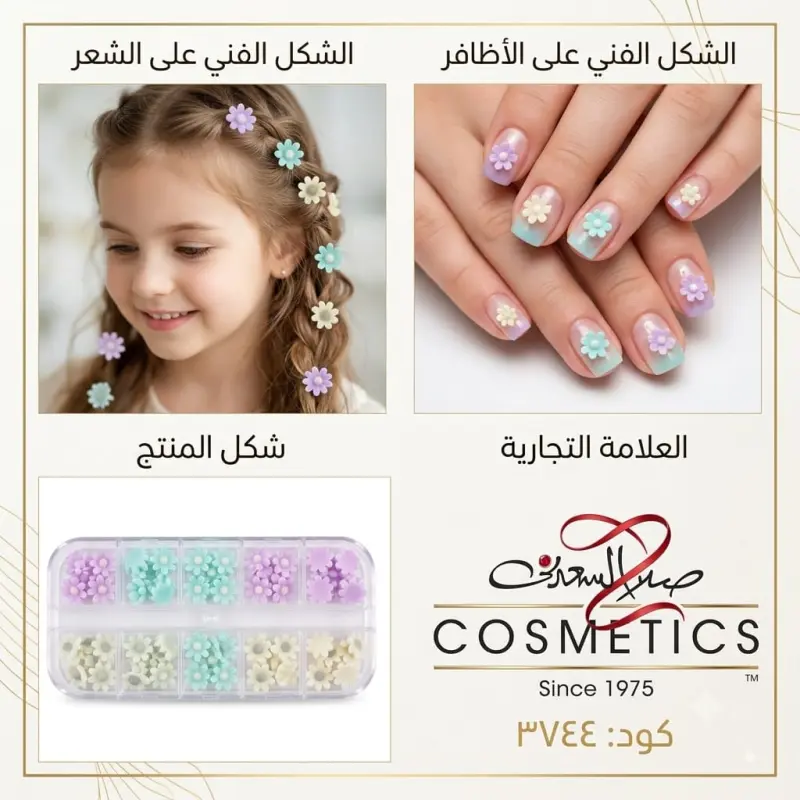 الشكل الفني على الأظافر
الشكل الفني على الشعر
العلامة التجارية
شكل المنتج
COSMETICS
TM
Since 1975
كود: ٣٧٤٤